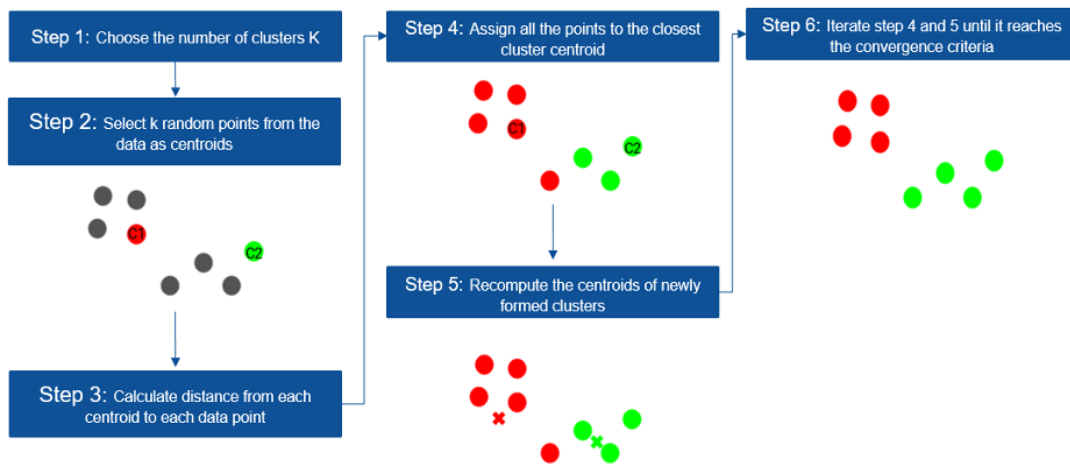 Step 1: Choose the number of clusters K
Step 2: Select k random points from the
data as centroids
C1
C2
Step 3: Calculate distance from each
centroid to each data point
Step 4: Assign all the points to the closest
cluster centroid
C1
C2
Step 5: Recompute the centroids of newly
formed clusters
Step 6: Iterate step 4 and 5 until it reaches
the convergence criteria